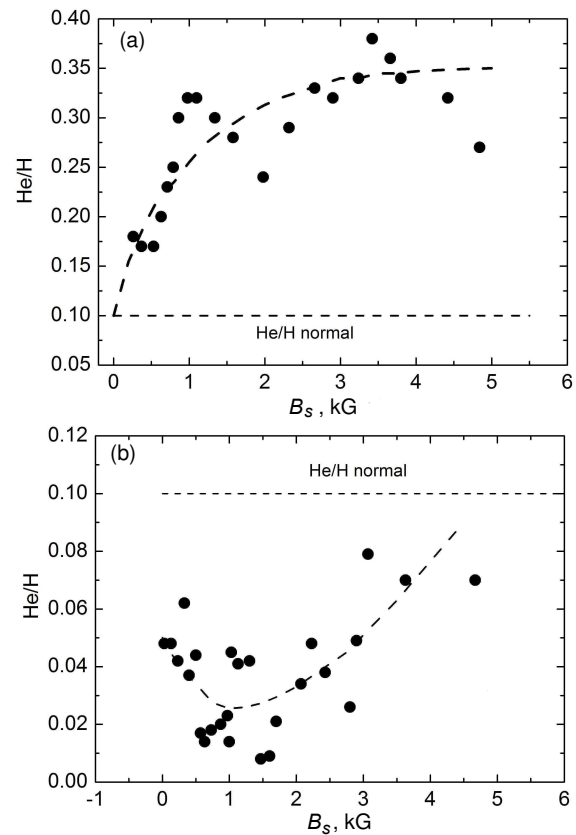 (a)
0.40
0.35
0.30
0.25
0.20
0.15
0.10
0.05
He/H
He/H normal
0 1 2 3 4 5 6
Bs , kG
(b)
0.12
0.10
0.08
0.06
0.04
0.02
0.00
He/H
He/H normal
-1 0 1 2 3 4 5 6
Bs, kG